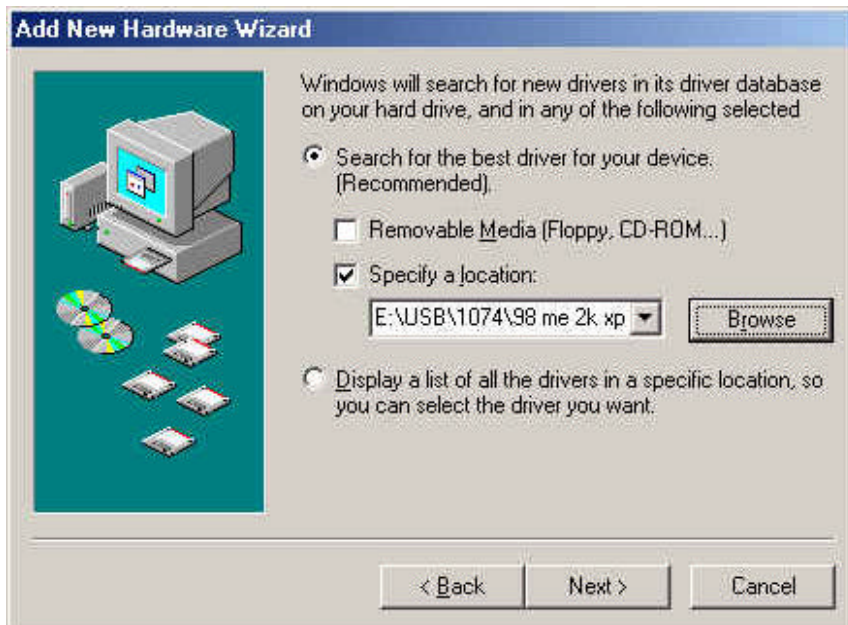 Add New Hardware Wizard
Windows will search for new drivers in its driver database
on your hard drive, and in any of the following selected
Search for the best driver for your device.
(Recommended).
Removable Media (Floppy, CD-ROM...)
Specify a location:
E:\USB\1074\98 me 2k xp
Browse
Display a list of all the drivers in a specific location, so
you can select the driver you want.
< Back
Next >
Cancel